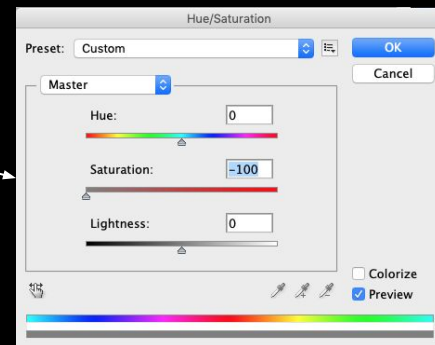 Hue/Saturation
Preset: Custom
OK
Cancel
Master
Hue: 0
Saturation: -100
Lightness: 0
Colorize
Preview